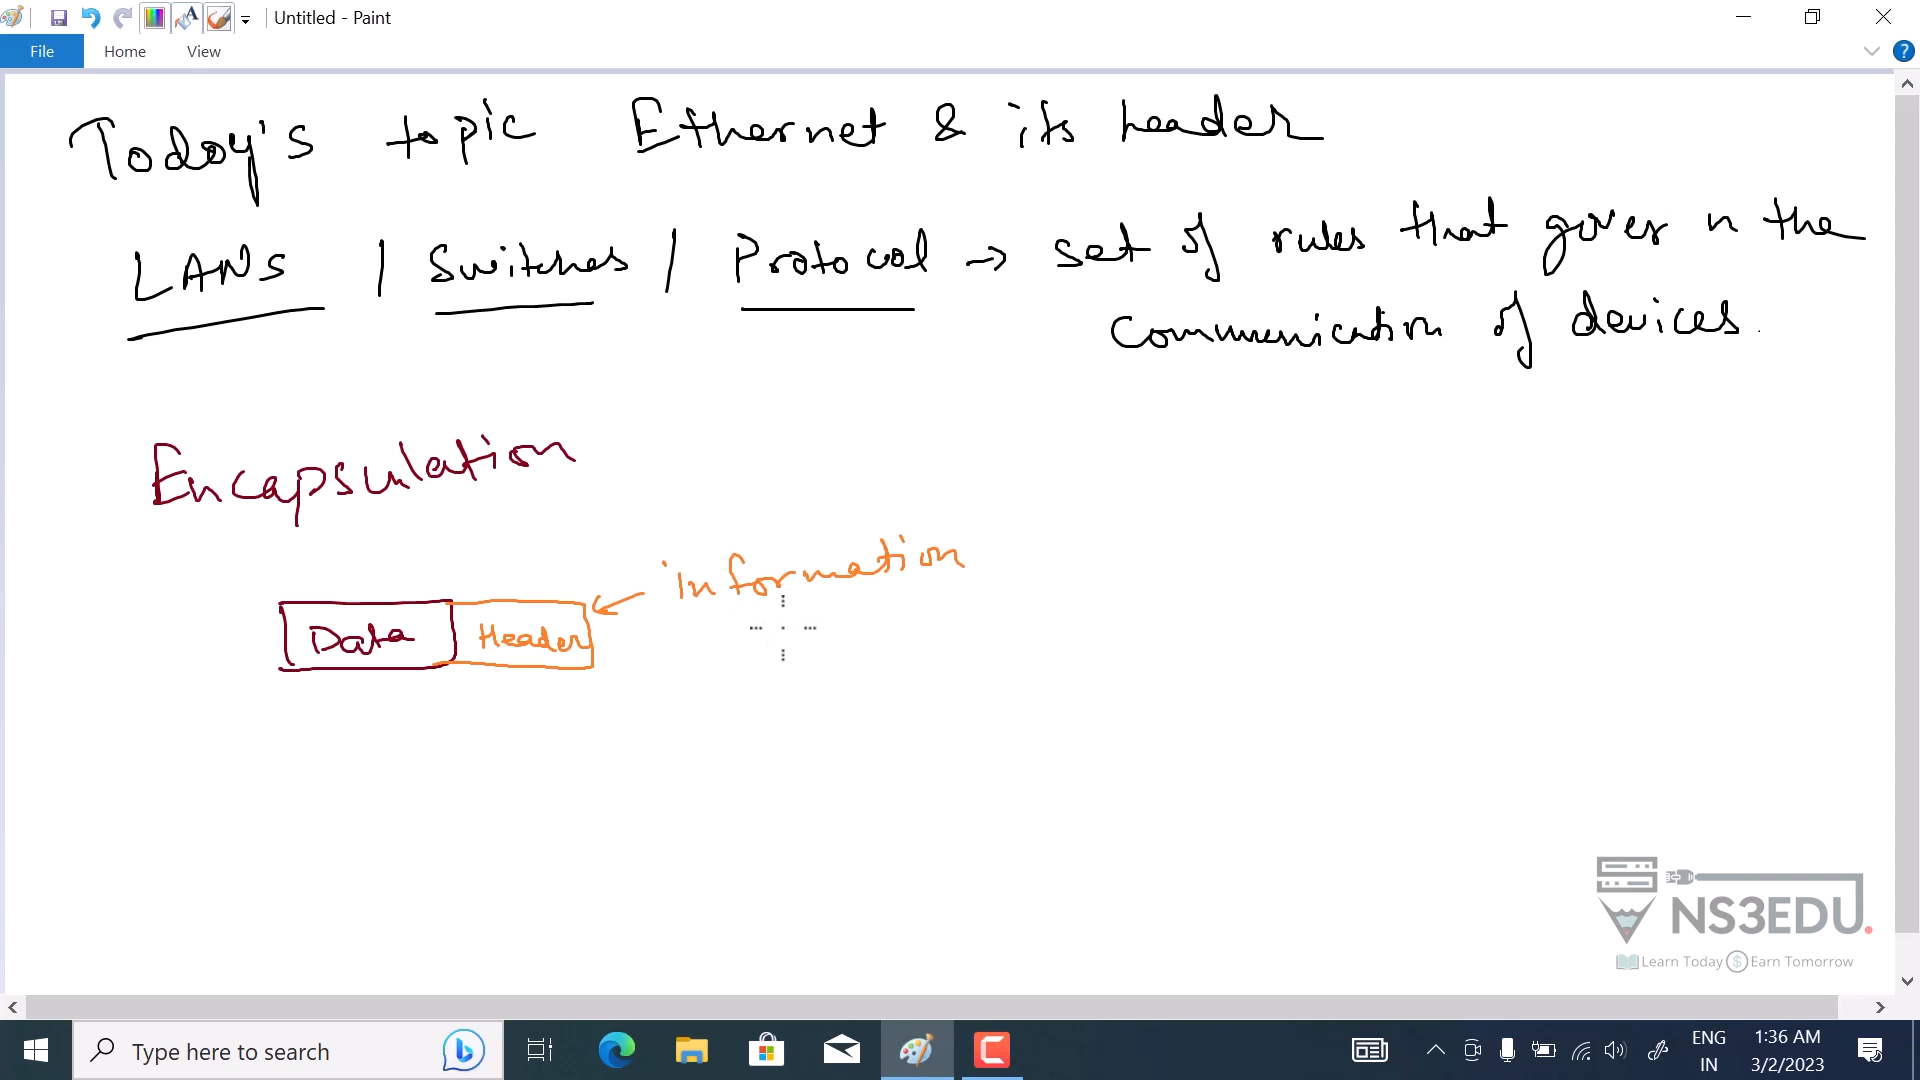 Untitled - Paint
File Home View
Today's topic Ethernet & its header
LANs / Switches / Protocol → set of rules that govern the
communication of devices.
Encapsulation
information
Data Header
NS3EDU.
Learn Today $ Earn Tomorrow
Type here to search
ENG
IN
1:36 AM
3/2/2023